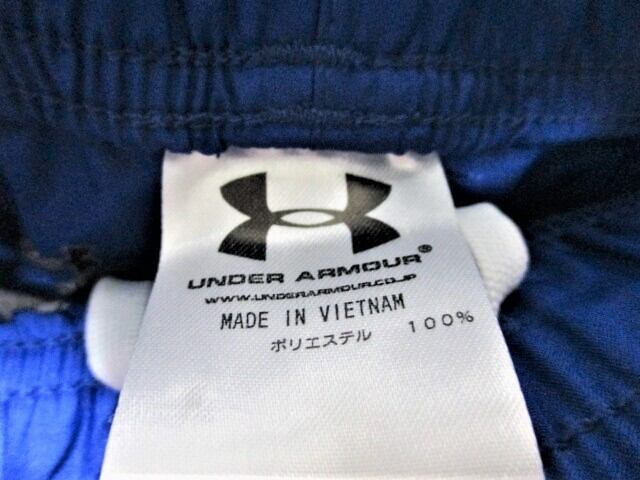 UNDER ARMOUR®
WWW.UNDERARMOUR.CO.JP
MADE IN VIETNAM
ポリエステル 100%